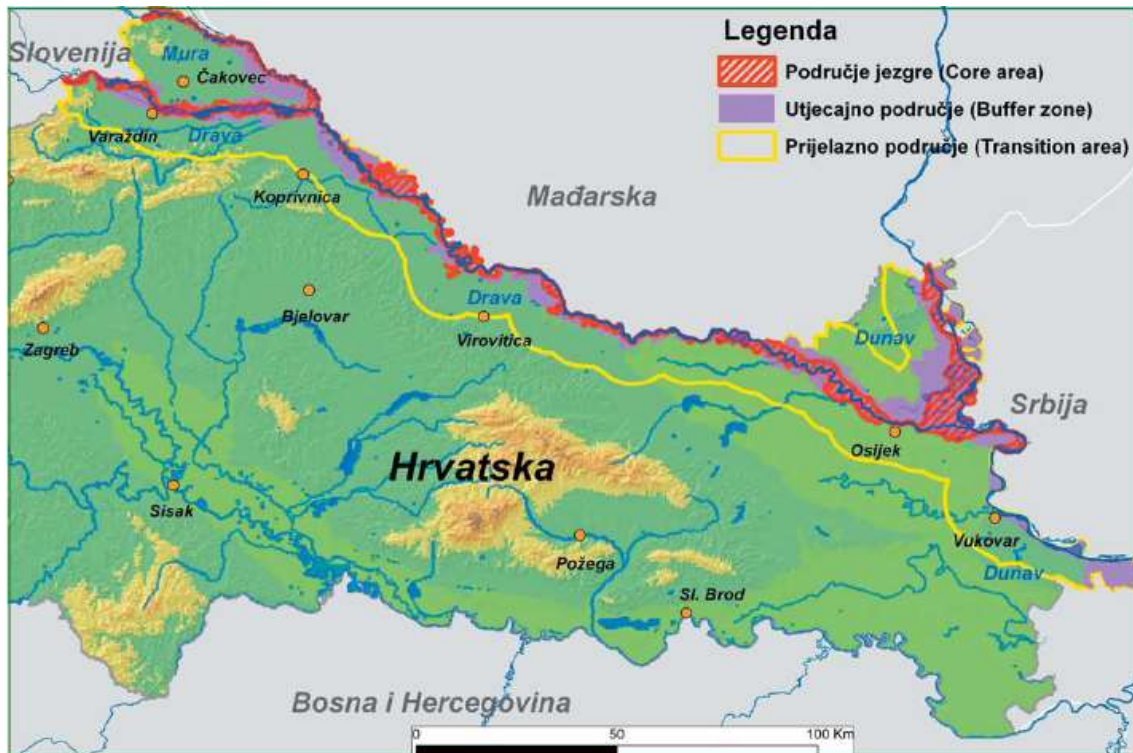 Slovenija
Mura
Čakovec
Varaždin
Drava
Koprivnica
Legenda
Područje jezgre (Core area)
Utjecajno područje (Buffer zone)
Prijelazno područje (Transition area)
Mađarska
Bjelovar
Drava
Virovitica
Zagreb
Dunav
Srbija
Osijek
Hrvatska
Sisak
Požega
Vukovar
Dunav
Sl. Brod
Bosna i Hercegovina
0 50 100 Km